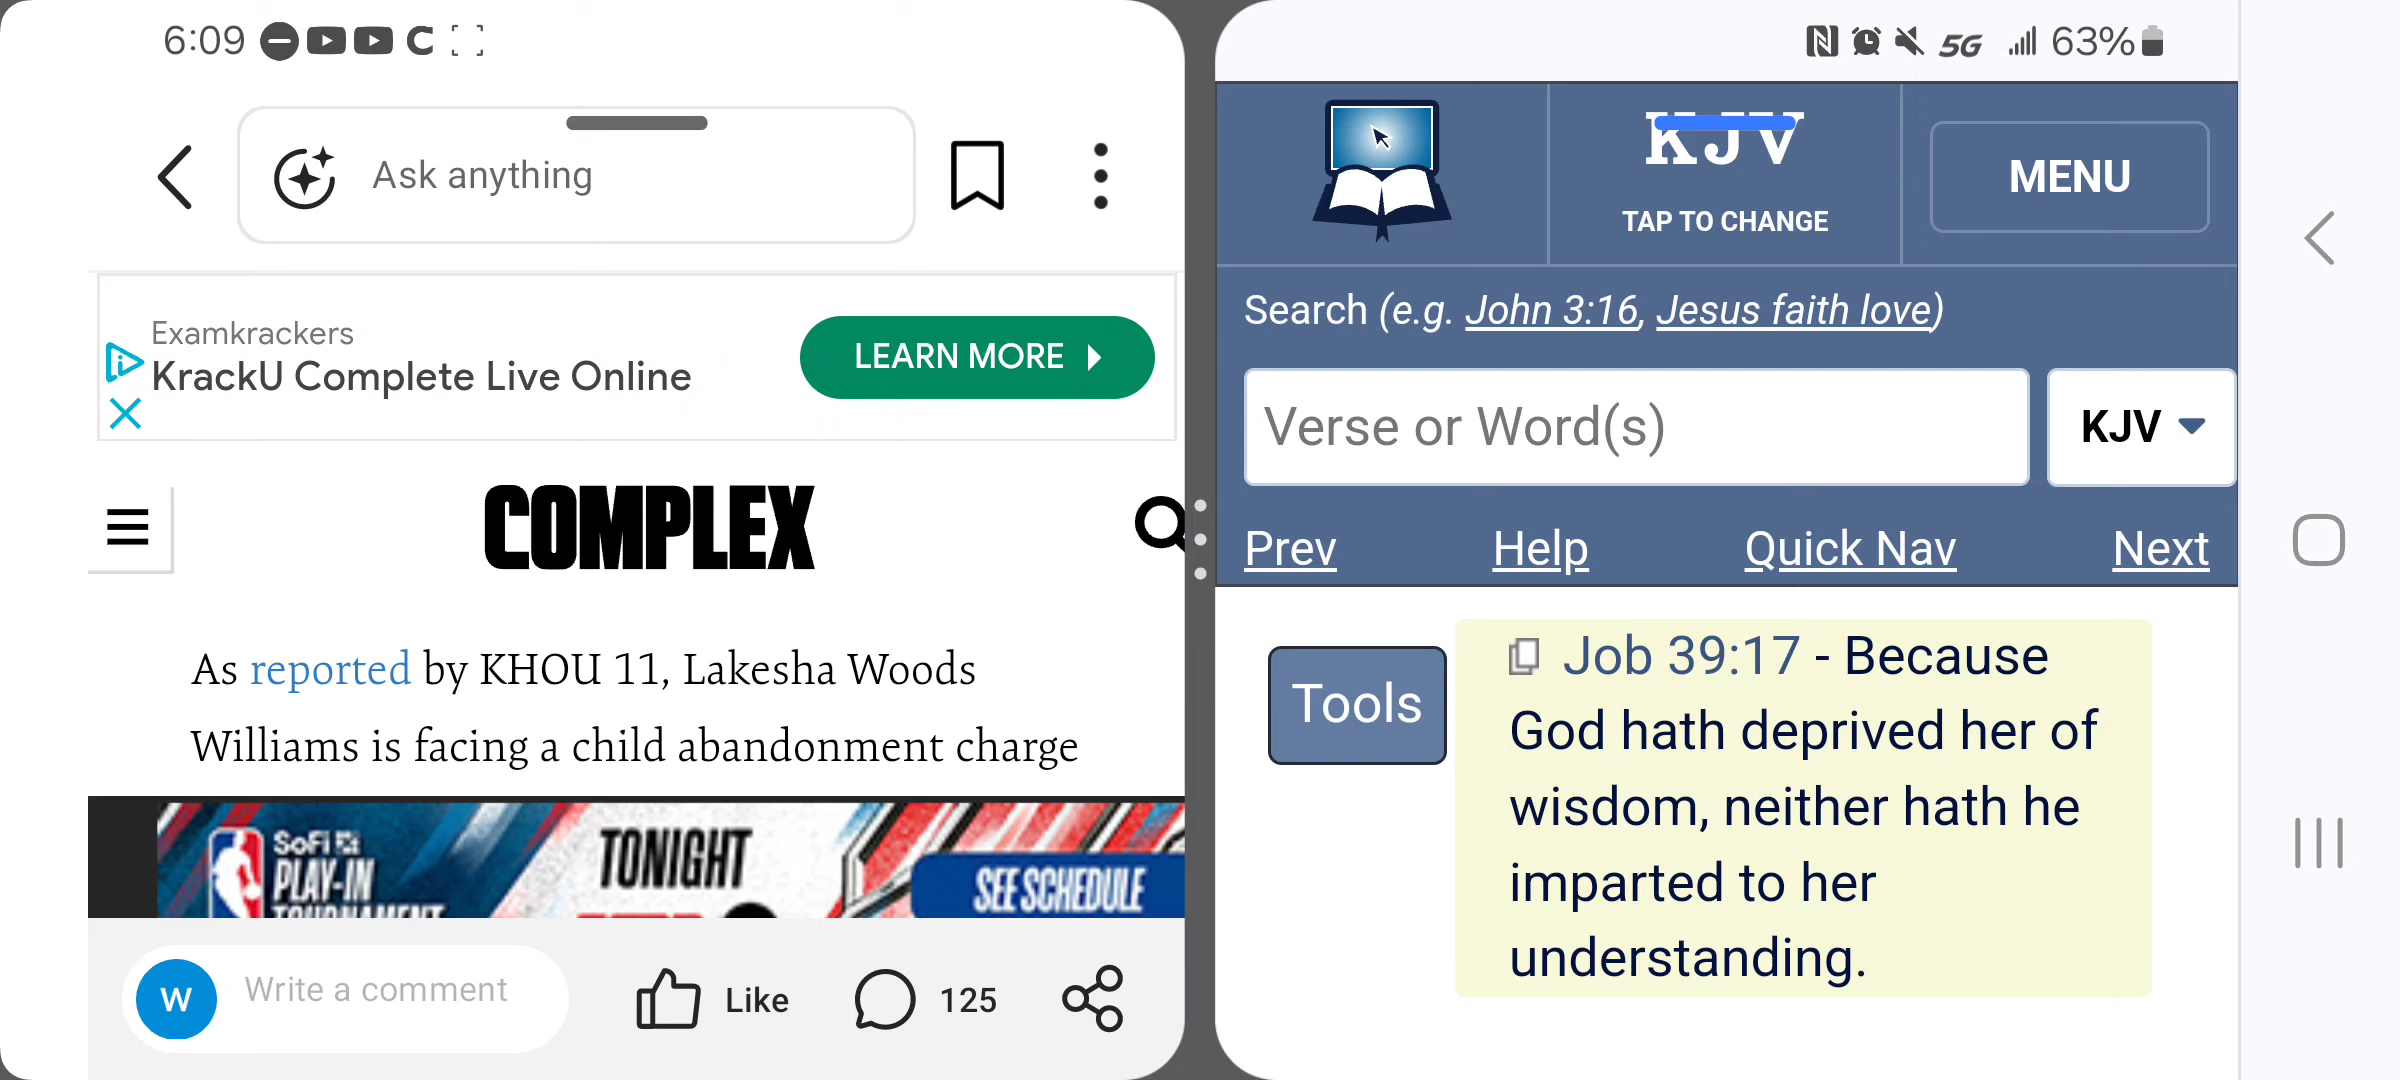 6:09
Ask anything
Examkrackers
KrackU Complete Live Online
LEARN MORE
COMPLEX
As reported by KHOU 11, Lakesha Woods
Williams is facing a child abandonment charge
SoFi
PLAY-IN
TOURNAMENT
TONIGHT
SEE SCHEDULE
W
Write a comment
Like
125
5G
63%
KJV
TAP TO CHANGE
MENU
Search (e.g. John 3:16, Jesus faith love)
Verse or Word(s)
KJV
Prev
Help
Quick Nav
Next
Tools
Job 39:17 - Because
God hath deprived her of
wisdom, neither hath he
imparted to her
understanding.